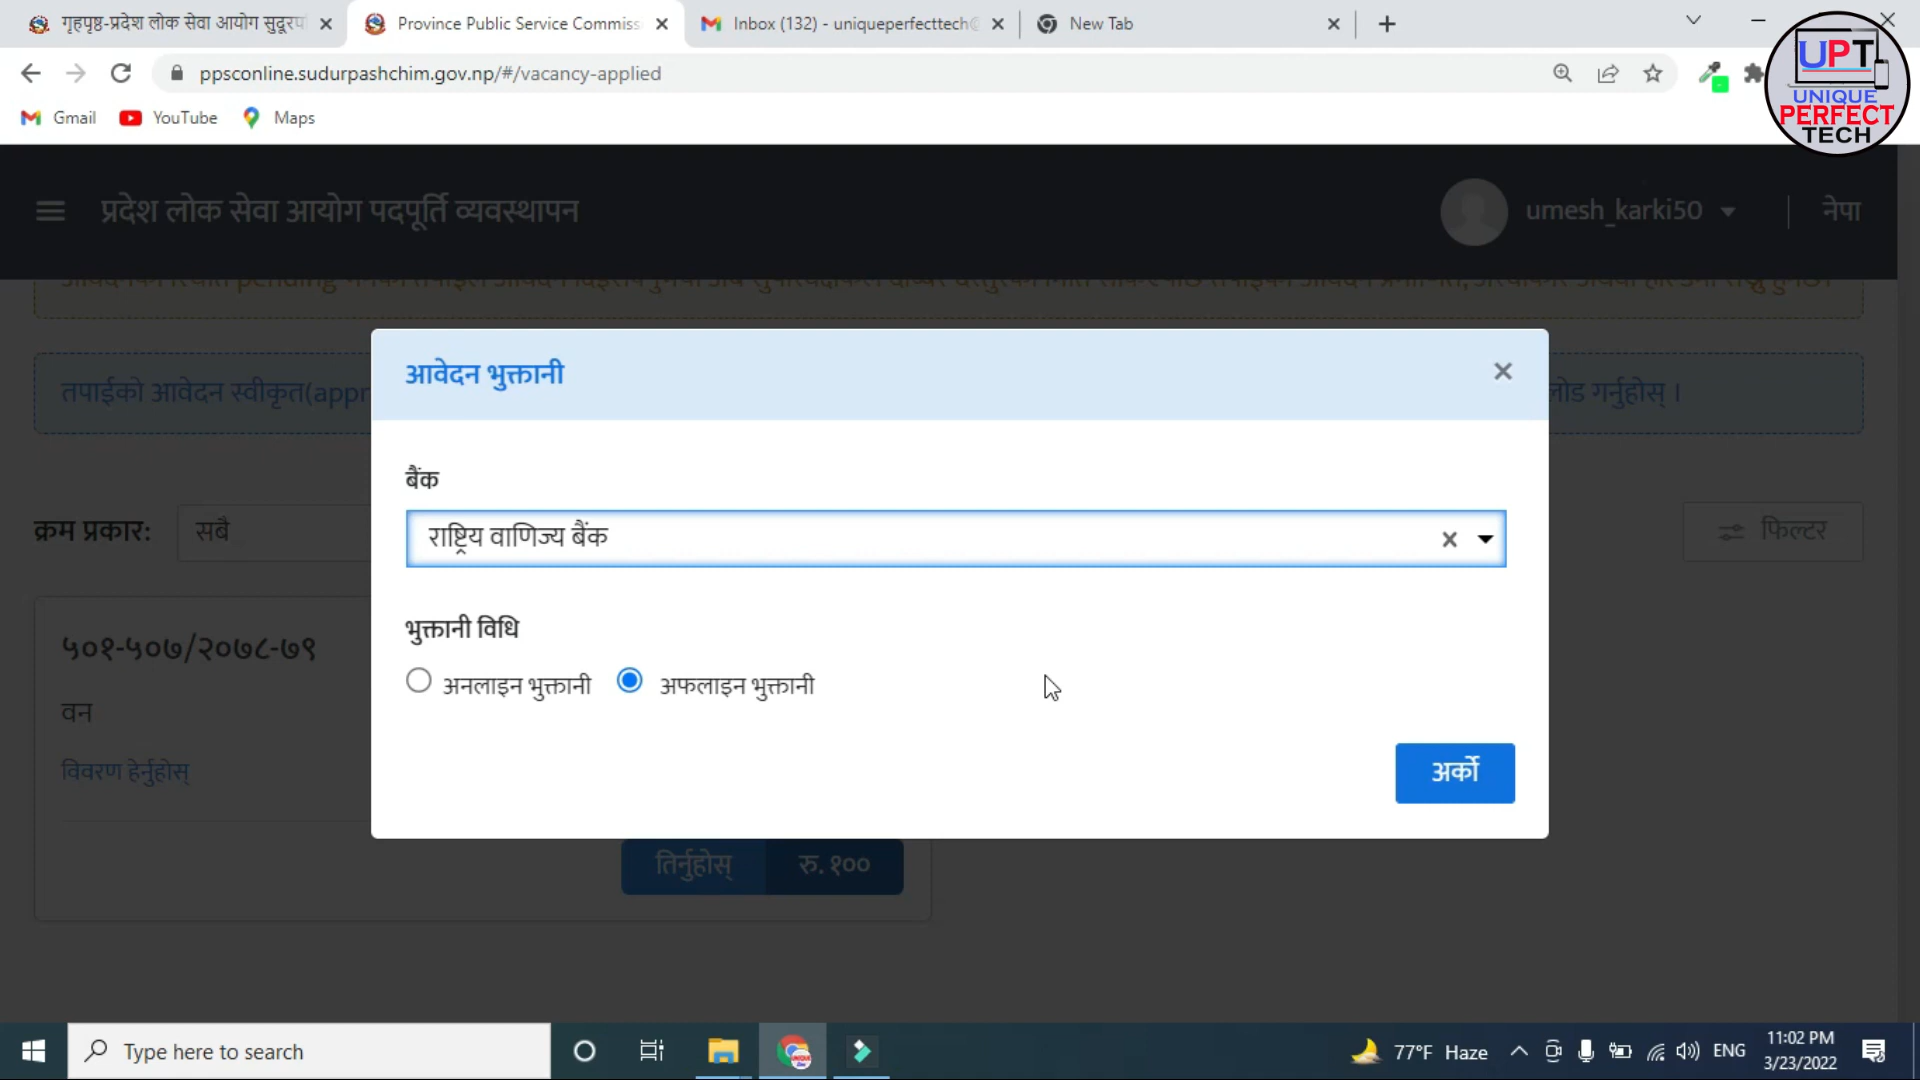 गृहपृष्ठ-प्रदेश लोक सेवा आयोग सुदूरप
Province Public Service Commiss
Inbox (132) - uniqueperfecttech@
New Tab
ppsconline.sudurpashchim.gov.np/#/vacancy-applied
Gmail
YouTube
Maps
UPT
UNIQUE
PERFECT
TECH
प्रदेश लोक सेवा आयोग पदपूर्ति व्यवस्थापन
umesh_karki50
नेपा
तपाईको आवेदन स्वीकृत(appr
लोड गर्नुहोस् ।
आवेदन भुक्तानी
बैंक
राष्ट्रिय वाणिज्य बैंक
क्रम प्रकार:
सबै
फिल्टर
भुक्तानी विधि
अनलाइन भुक्तानी
अफलाइन भुक्तानी
५०१-५०७/२०७८-७९
वन
विवरण हेर्नुहोस्
अर्को
तिर्नुहोस्
रु. १००
Type here to search
77°F Haze
ENG
11:02 PM
3/23/2022